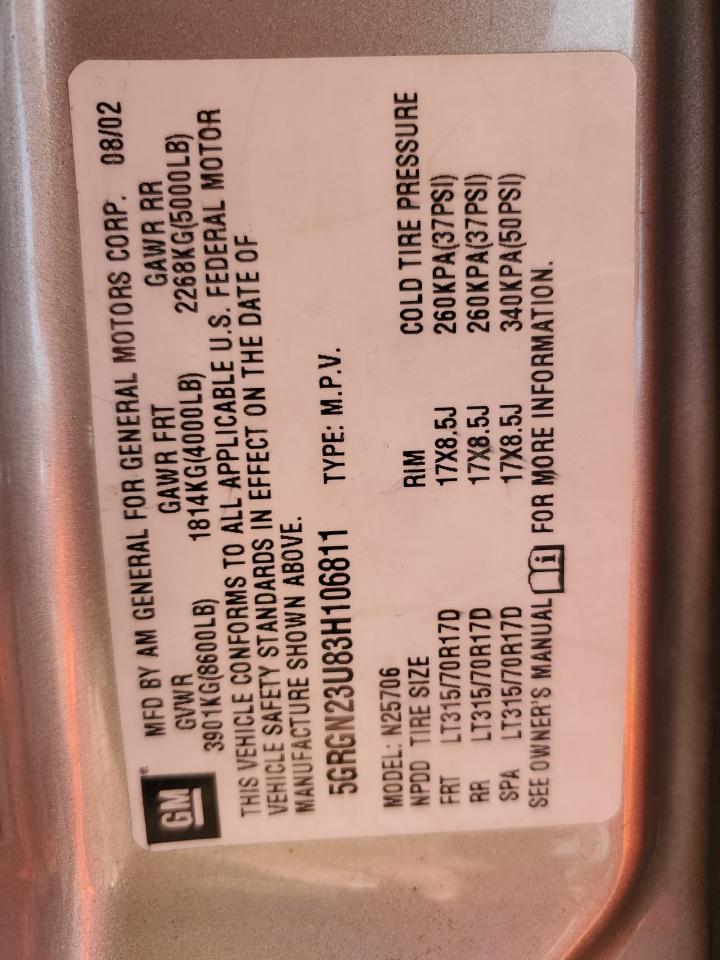 GM
MFD BY AM GENERAL FOR GENERAL MOTORS CORP. 08/02
GVWR GAWR FRT GAWR RR
3901KG(8600LB) 1814KG(4000LB) 2268KG(5000LB)
THIS VEHICLE CONFORMS TO ALL APPLICABLE U.S. FEDERAL MOTOR
VEHICLE SAFETY STANDARDS IN EFFECT ON THE DATE OF
MANUFACTURE SHOWN ABOVE.
5GRGN23U83H106811 TYPE: M.P.V.
MODEL: N25706
NPDD TIRE SIZE RIM COLD TIRE PRESSURE
FRT LT315/70R17D 17X8.5J 260KPA(37PSI)
RR LT315/70R17D 17X8.5J 260KPA(37PSI)
SPA LT315/70R17D 17X8.5J 340KPA(50PSI)
SEE OWNER'S MANUAL i FOR MORE INFORMATION.